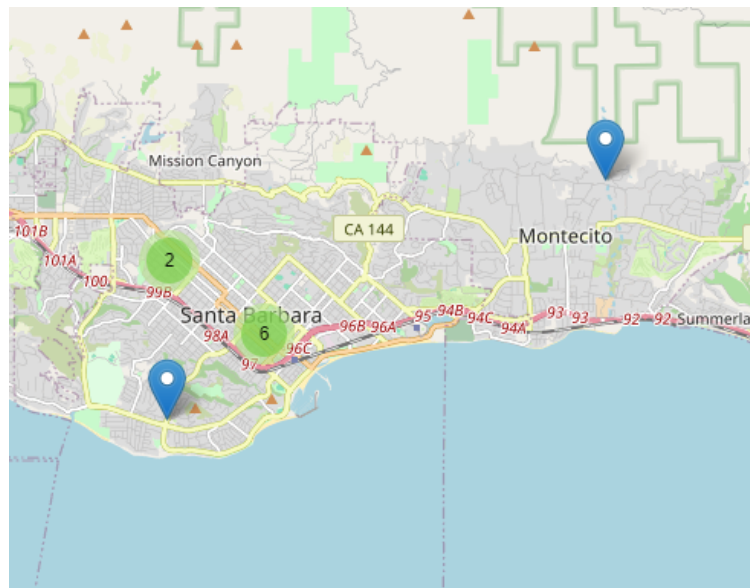 Mission Canyon
CA 144
Montecito
101B
101A
100
2
99B
Santa Barbara
98A
6
97
96C
96B
96A
95
94B
94C
94A
93
93
92
92
Summerla